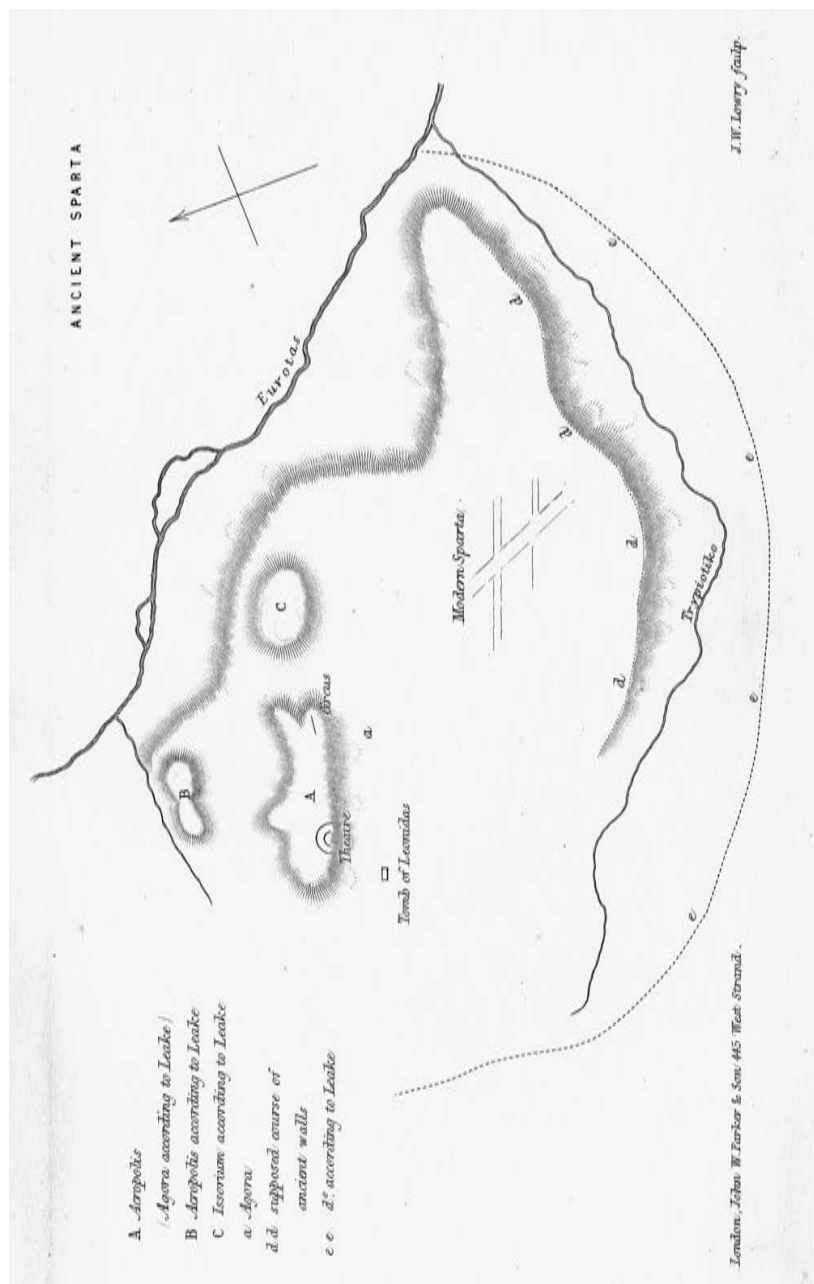 ANCIENT SPARTA
Eurotas
C
Modern Sparta
B
A
Circus
Theatre
a
Tomb of Leonidas
d
d
d
d
Trypiotiko
e
e
e
e
A Acropolis
(Agora according to Leake)
B Acropolis according to Leake
C Issorium according to Leake
a Agora
d.d supposed course of
ancient walls
e e dº. according to Leake
London, John W. Parker & Son, 445 West Strand.
J.W. Lowry sculp.